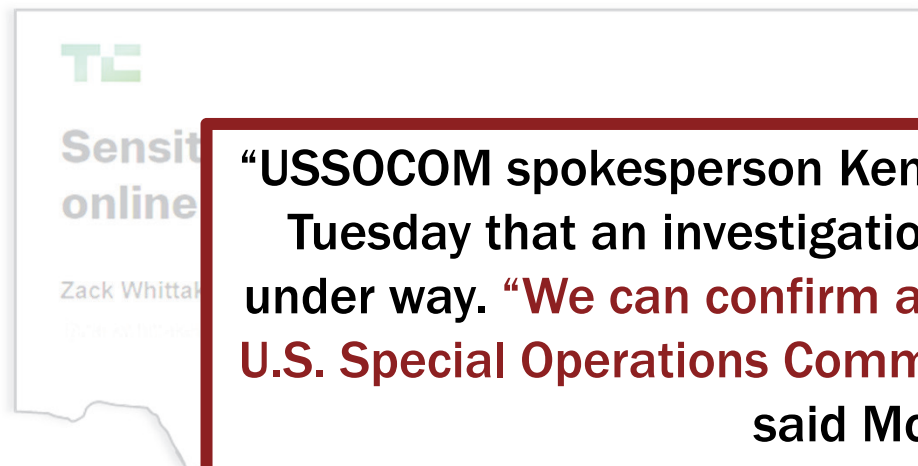 TC
Sensit
online
Zack Whittak
“USSOCOM spokesperson Ken
Tuesday that an investigatio
under way. “We can confirm a
U.S. Special Operations Comm
said Mc